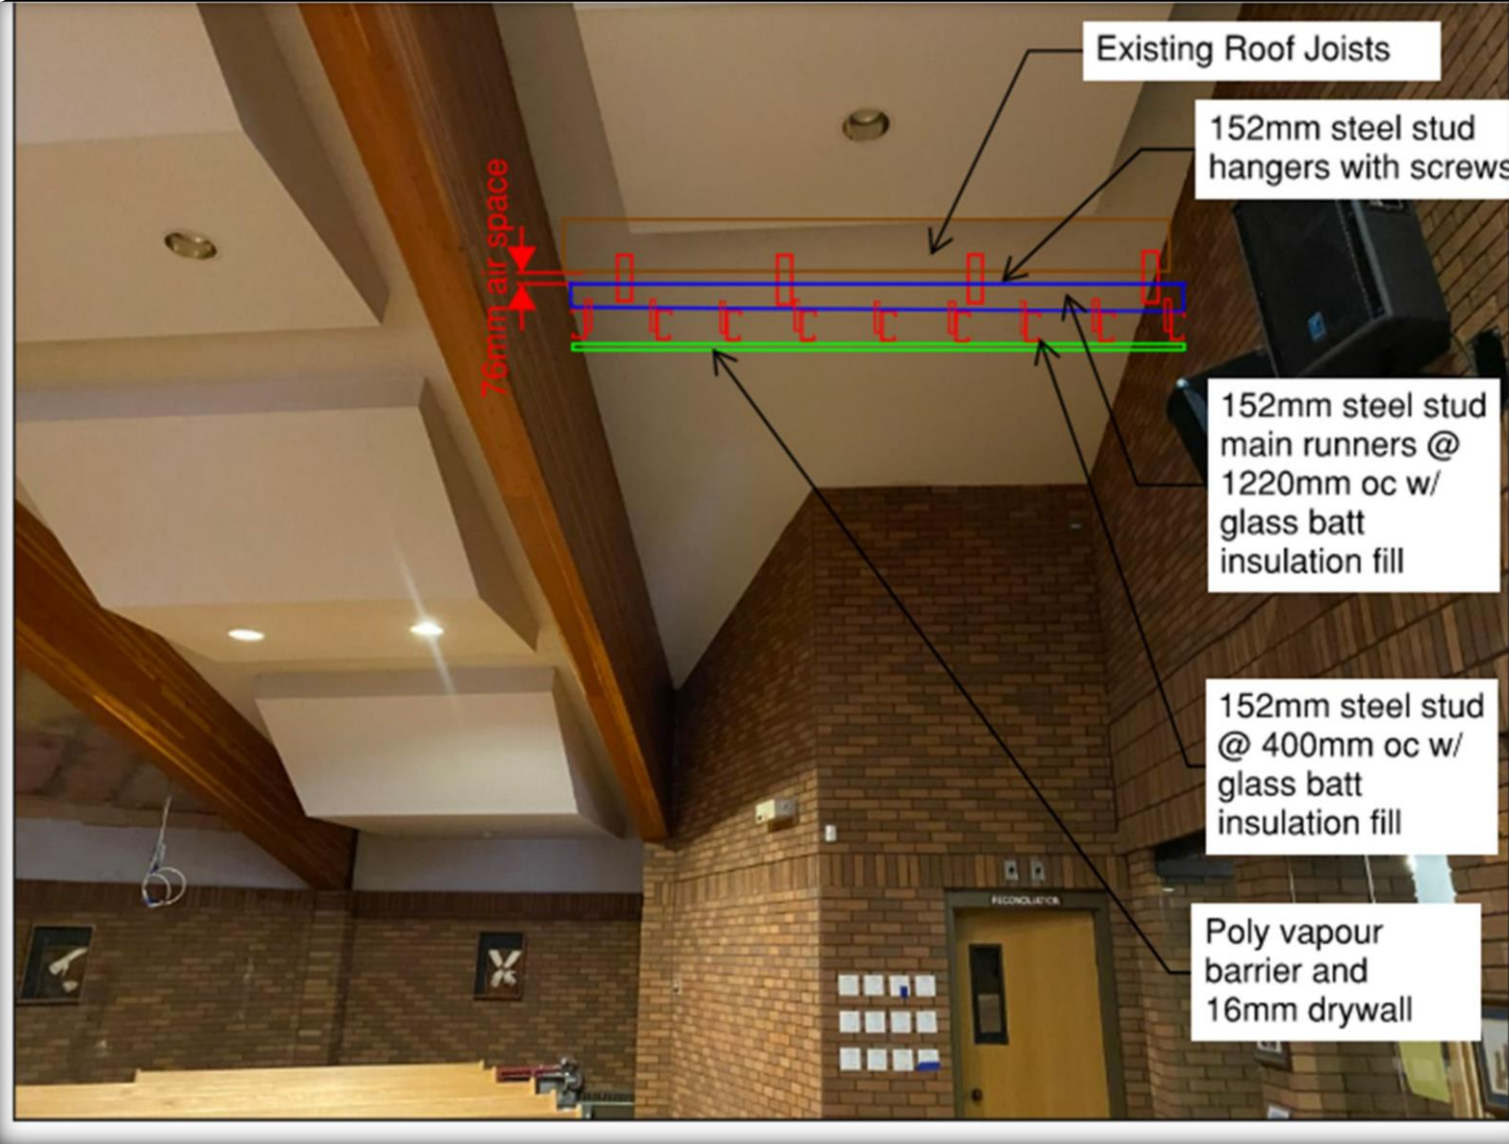 Existing Roof Joists
152mm steel stud
hangers with screws
76mm air space
152mm steel stud
main runners @
1220mm oc w/
glass batt
insulation fill
152mm steel stud
@ 400mm oc w/
glass batt
insulation fill
RECONCILIATION
Poly vapour
barrier and
16mm drywall